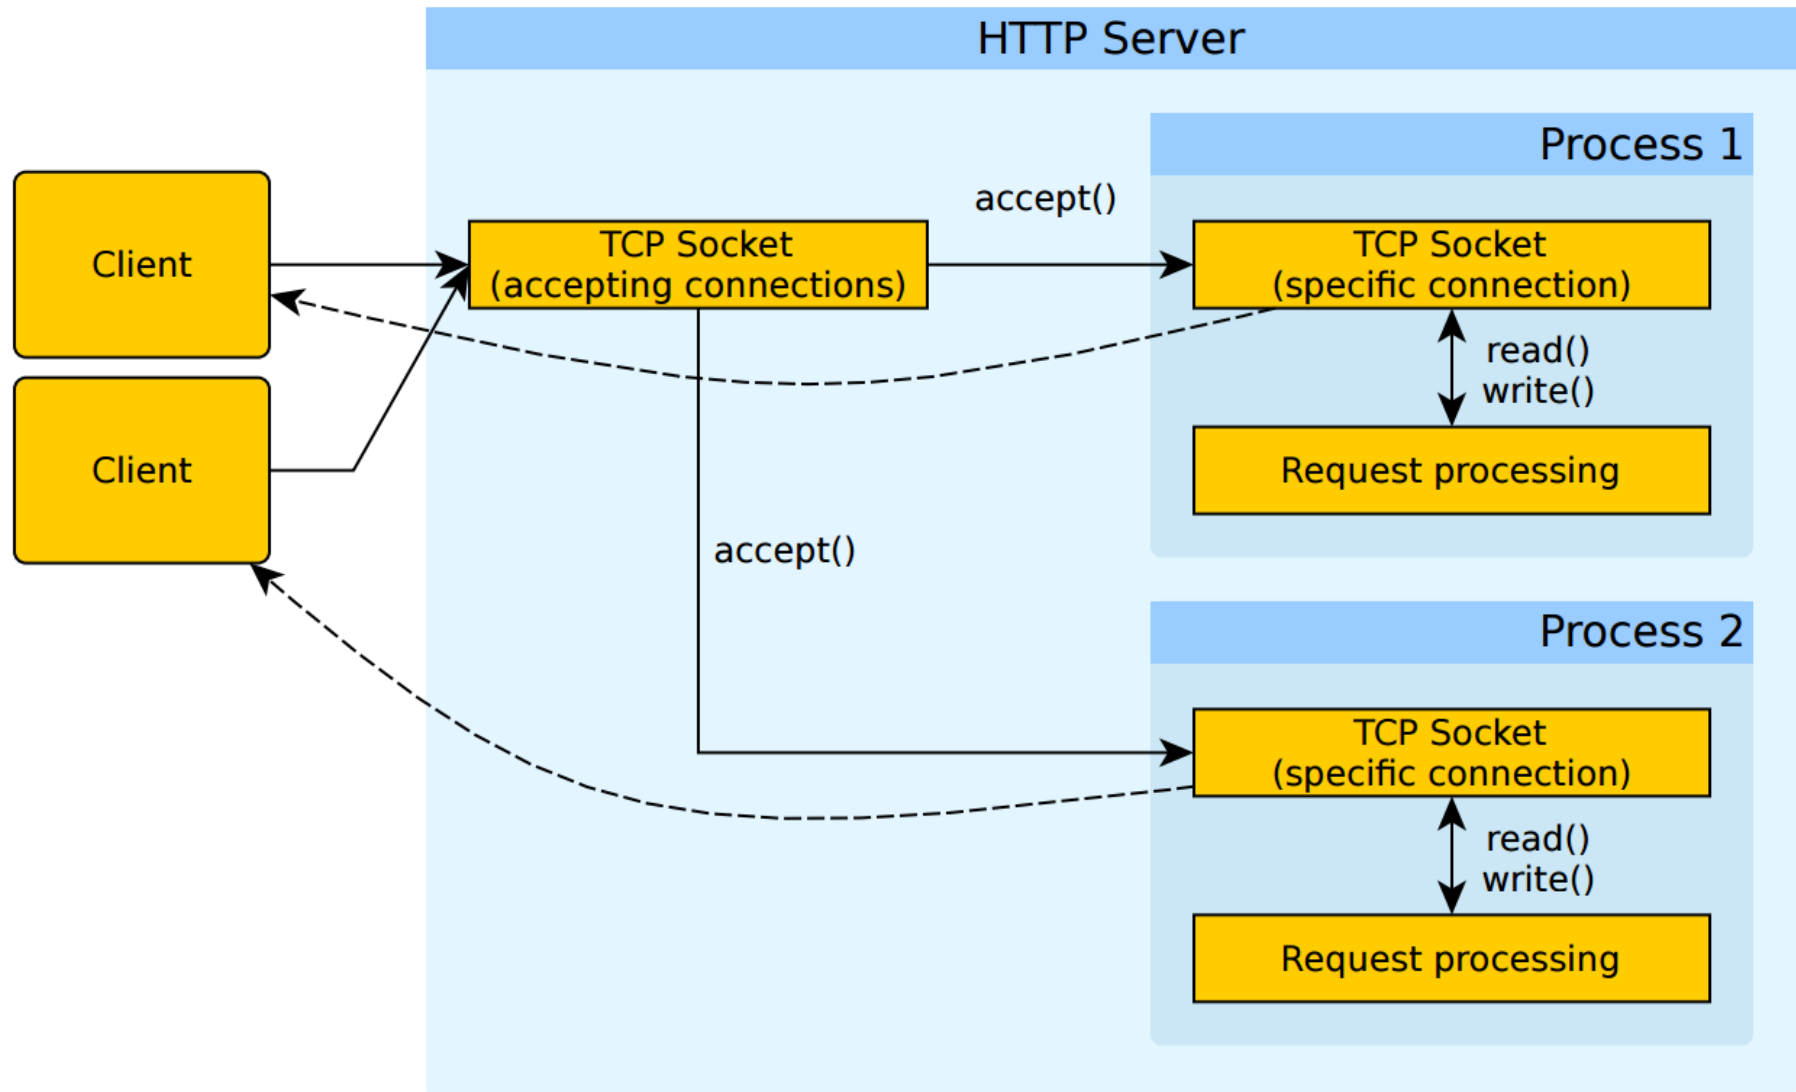 HTTP Server
Process 1
accept()
Client
TCP Socket
(accepting connections)
TCP Socket
(specific connection)
read()
write()
Client
Request processing
accept()
Process 2
TCP Socket
(specific connection)
read()
write()
Request processing